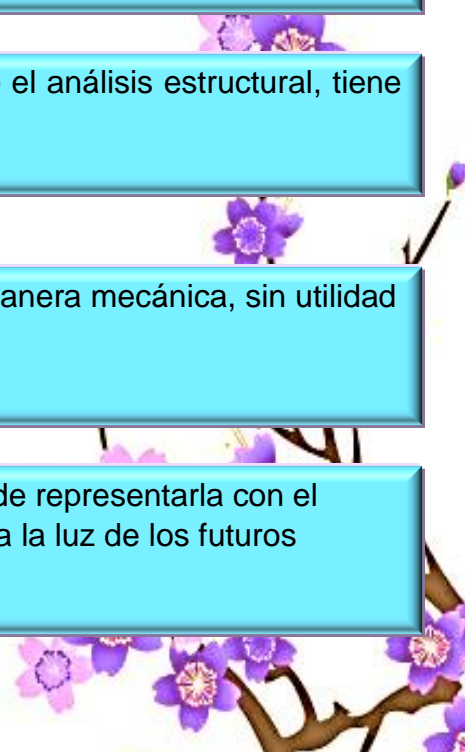 el análisis estructural, tiene
anera mecánica, sin utilidad
de representarla con el
a la luz de los futuros